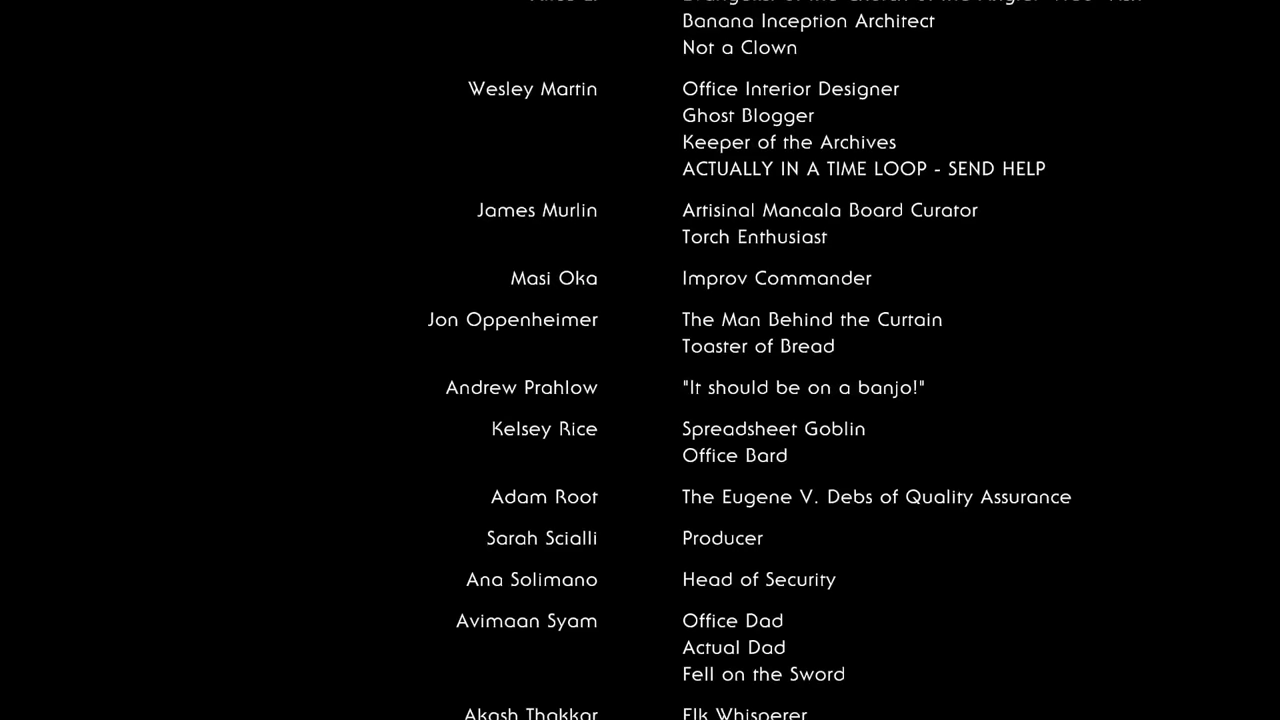 Banana Inception Architect
Not a Clown
Wesley Martin Office Interior Designer
Ghost Blogger
Keeper of the Archives
ACTUALLY IN A TIME LOOP - SEND HELP
James Murlin Artisinal Mancala Board Curator
Torch Enthusiast
Masi Oka Improv Commander
Jon Oppenheimer The Man Behind the Curtain
Toaster of Bread
Andrew Prahlow "It should be on a banjo!"
Kelsey Rice Spreadsheet Goblin
Office Bard
Adam Root The Eugene V. Debs of Quality Assurance
Sarah Scialli Producer
Ana Solimano Head of Security
Avimaan Syam Office Dad
Actual Dad
Fell on the Sword
Akash Thakkar Elk Whisperer